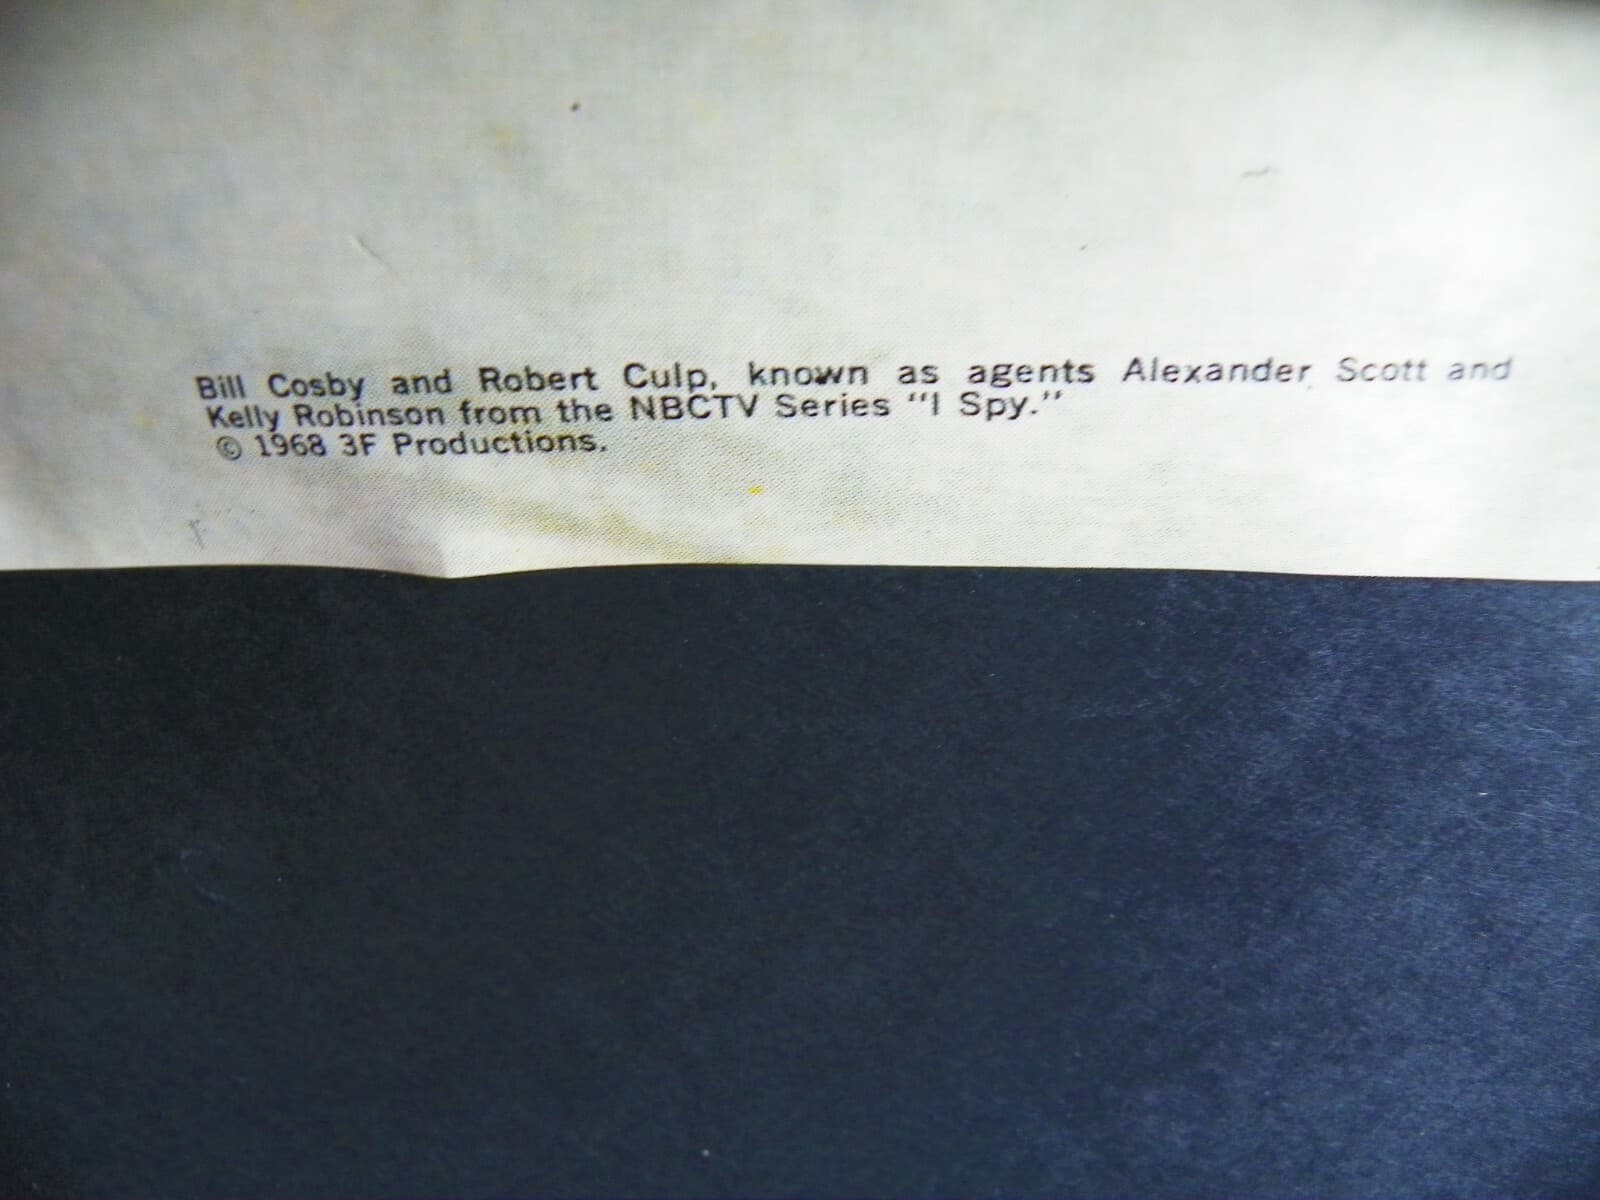 Bill Cosby and Robert Culp, known as agents Alexander Scott and
Kelly Robinson from the NBCTV Series "I Spy."
© 1968 3F Productions.